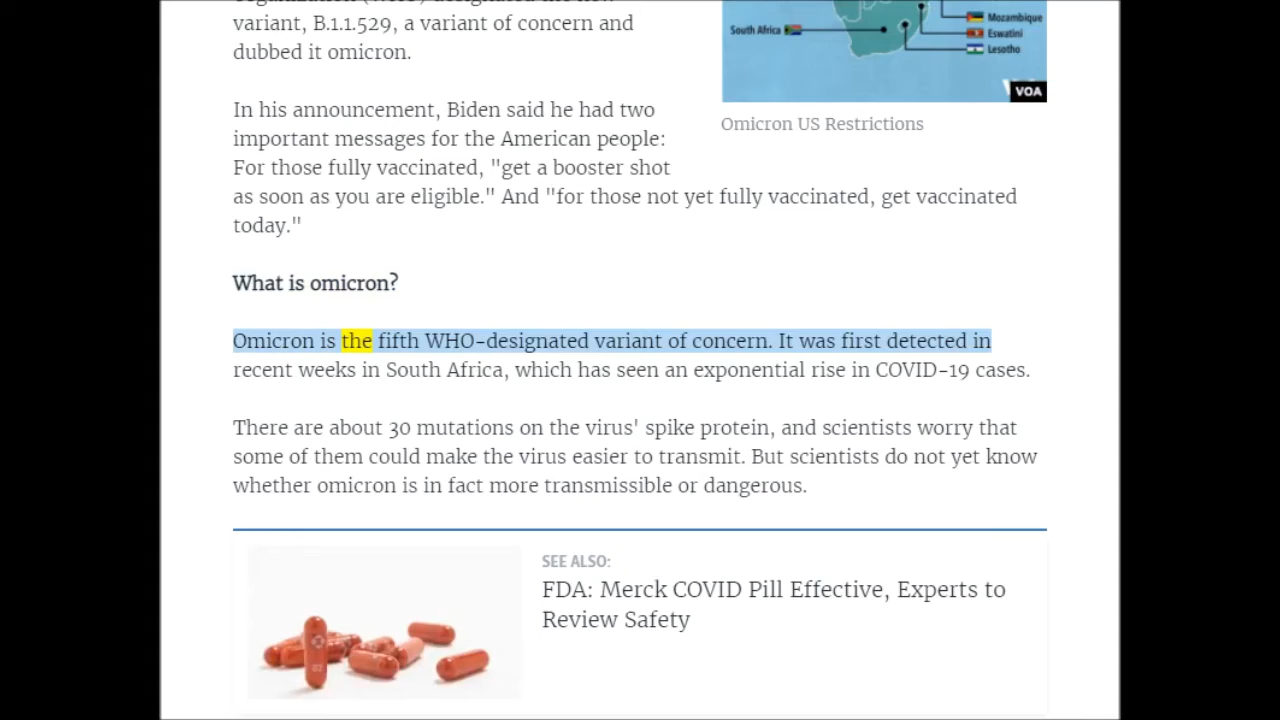 variant, B.1.1.529, a variant of concern and
dubbed it omicron.
In his announcement, Biden said he had two
important messages for the American people:
For those fully vaccinated, "get a booster shot
as soon as you are eligible." And "for those not yet fully vaccinated, get vaccinated
today."
South Africa
Mozambique
Eswatini
Lesotho
VOA
Omicron US Restrictions
What is omicron?
Omicron is the fifth WHO-designated variant of concern. It was first detected in
recent weeks in South Africa, which has seen an exponential rise in COVID-19 cases.
There are about 30 mutations on the virus' spike protein, and scientists worry that
some of them could make the virus easier to transmit. But scientists do not yet know
whether omicron is in fact more transmissible or dangerous.
SEE ALSO:
FDA: Merck COVID Pill Effective, Experts to
Review Safety